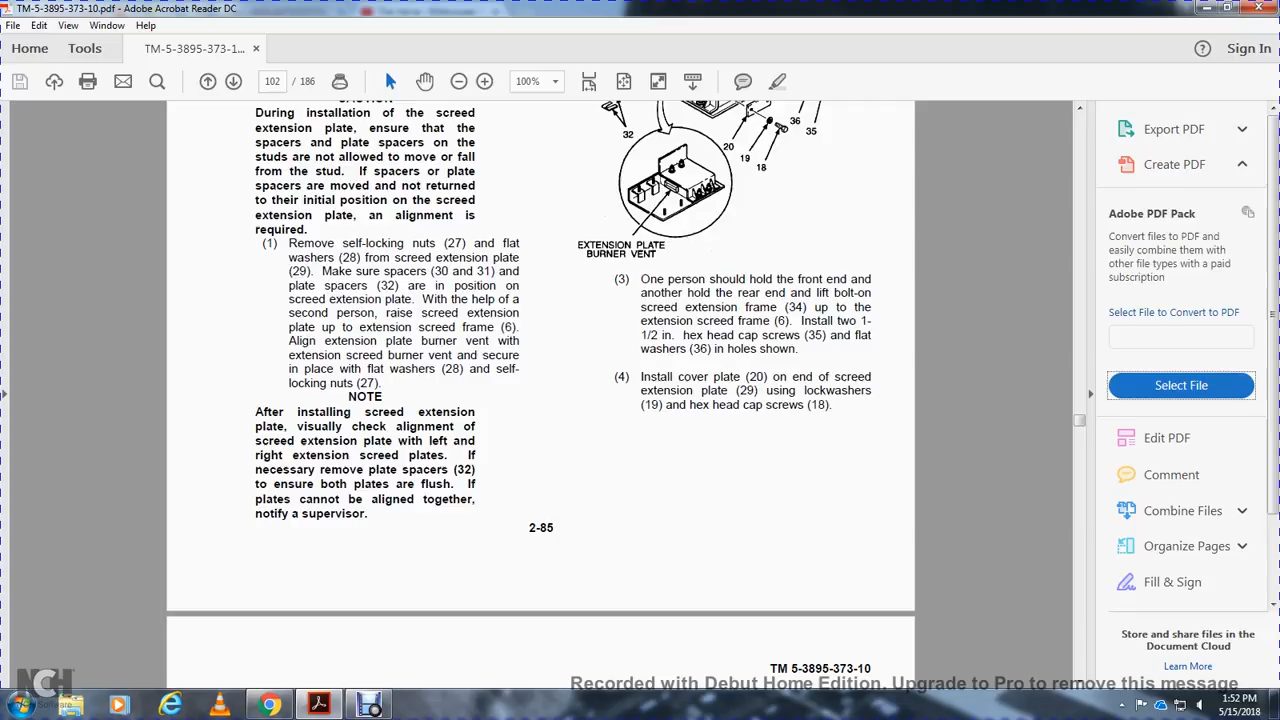 TM-5-3895-373-10.pdf - Adobe Acrobat Reader DC
File Edit View Window Help
Home Tools TM-5-3895-373-1... × ? Sign In
102 / 186 100%
CAUTION
During installation of the screed
extension plate, ensure that the
spacers and plate spacers on the
studs are not allowed to move or fall
from the stud. If spacers or plate
spacers are moved and not returned
to their initial position on the screed
extension plate, an alignment is
required.
(1) Remove self-locking nuts (27) and flat
washers (28) from screed extension plate
(29). Make sure spacers (30 and 31) and
plate spacers (32) are in position on
screed extension plate. With the help of a
second person, raise screed extension
plate up to extension screed frame (6).
Align extension plate burner vent with
extension screed burner vent and secure
in place with flat washers (28) and self-
locking nuts (27).
NOTE
After installing screed extension
plate, visually check alignment of
screed extension plate with left and
right extension screed plates. If
necessary remove plate spacers (32)
to ensure both plates are flush. If
plates cannot be aligned together,
notify a supervisor.
32
20
19
18
36
35
EXTENSION PLATE
BURNER VENT
(3) One person should hold the front end and
another hold the rear end and lift bolt-on
screed extension frame (34) up to the
extension screed frame (6). Install two 1-
1/2 in. hex head cap screws (35) and flat
washers (36) in holes shown.
(4) Install cover plate (20) on end of screed
extension plate (29) using lockwashers
(19) and hex head cap screws (18).
2-85
TM 5-3895-373-10
Export PDF
Create PDF
Adobe PDF Pack
Convert files to PDF and
easily combine them with
other file types with a paid
subscription
Select File to Convert to PDF
Select File
Edit PDF
Comment
Combine Files
Organize Pages
Fill & Sign
Store and share files in the
Document Cloud
Learn More
NCH
Software
Recorded with Debut Home Edition. Upgrade to Pro to remove this message
1:52 PM
5/15/2018